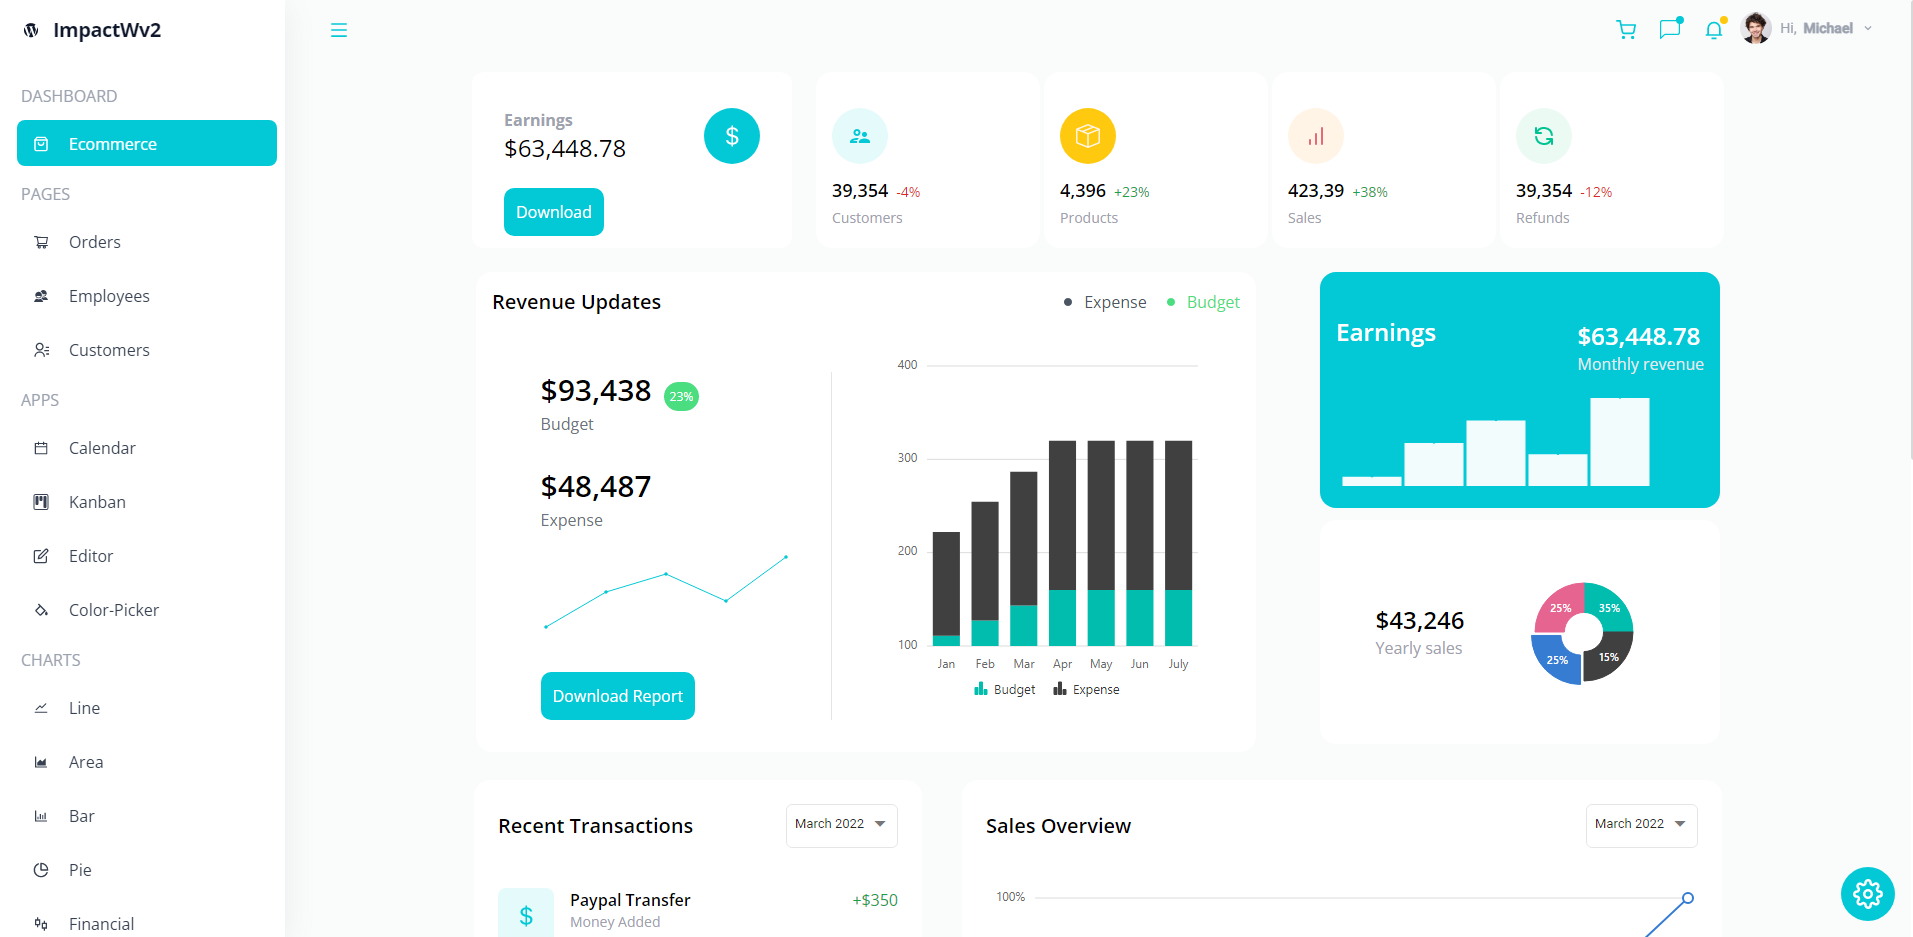 ImpactWv2
Hi, Michael
DASHBOARD
Ecommerce
PAGES
Orders
Employees
Customers
APPS
Calendar
Kanban
Editor
Color-Picker
CHARTS
Line
Area
Bar
Pie
Financial
Earnings
$63,448.78
$
Download
39,354 -4%
Customers
4,396 +23%
Products
423,39 +38%
Sales
39,354 -12%
Refunds
Revenue Updates
Expense
Budget
$93,438 23%
Budget
$48,487
Expense
Download Report
400
300
200
100
Jan Feb Mar Apr May Jun July
Budget Expense
Earnings
$63,448.78
Monthly revenue
$43,246
Yearly sales
25% 35%
25% 15%
Recent Transactions
March 2022
$
Paypal Transfer
+$350
Money Added
Sales Overview
March 2022
100%